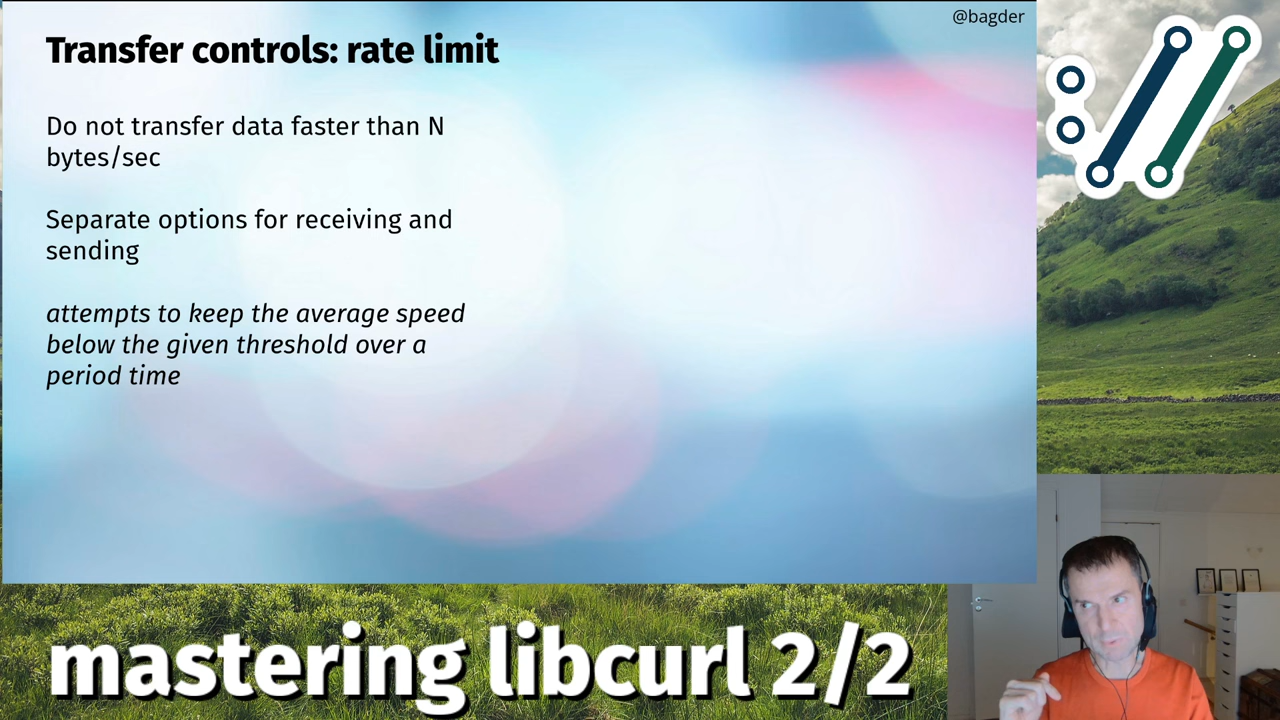 @bagder
Transfer controls: rate limit
Do not transfer data faster than N
bytes/sec
Separate options for receiving and
sending
attempts to keep the average speed
below the given threshold over a
period time
mastering libcurl 2/2